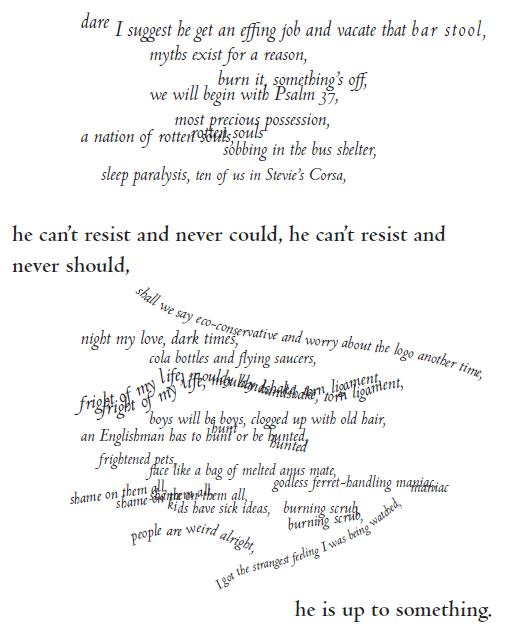 dare I suggest he get an effing job and vacate that bar stool,
myths exist for a reason,
burn it, something's off,
we will begin with Psalm 37,
most precious possession,
a nation of rotten souls,
rotten souls
sobbing in the bus shelter,
sleep paralysis, ten of us in Stevie's Corsa,
he can't resist and never could, he can't resist and
never should,
shall we say eco-conservative and worry about the logo another time,
night my love, dark times,
cola bottles and flying saucers,
fright of my life, mouldy handshake, torn ligament,
fright of my life, mouldy handshake, torn ligament,
boys will be boys, clogged up with old hair,
hunt
an Englishman has to hunt or be hunted,
hunted
frightened pets,
face like a bag of melted anus mate,
godless ferret-handling maniac,
maniac
shame on them all,
shame on them all,
shame on them all,
kids have sick ideas,
burning scrub,
burning scrub,
people are weird alright,
I got the strangest feeling I was being watched,
he is up to something.